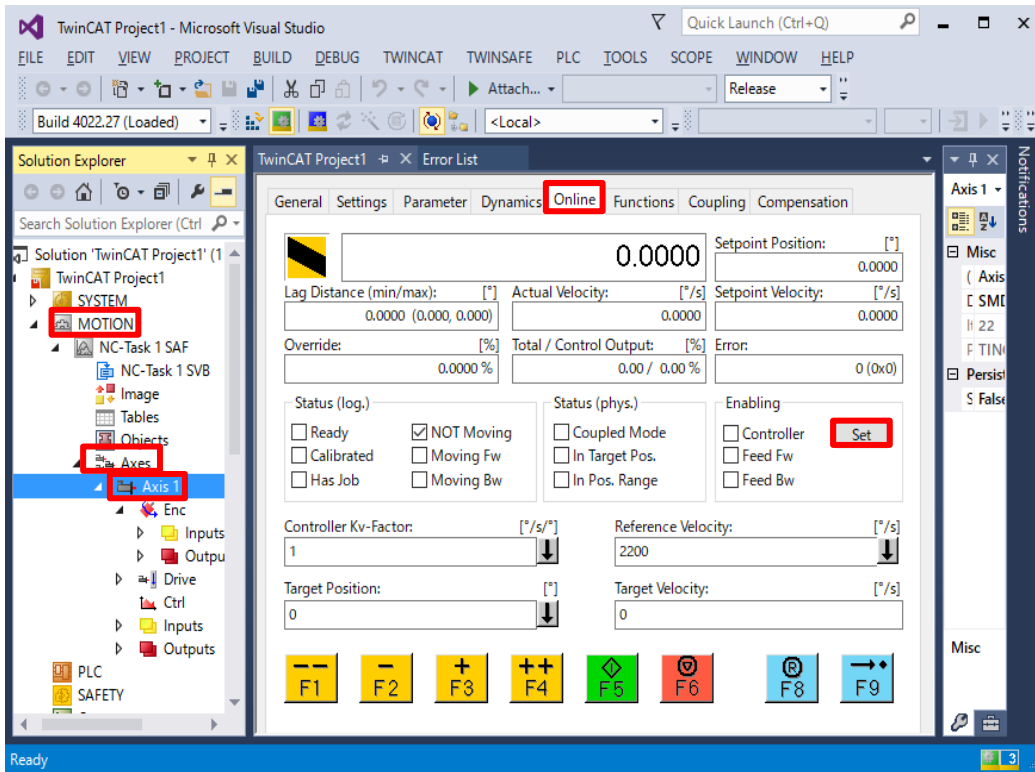 TwinCAT Project1 - Microsoft Visual Studio
Quick Launch (Ctrl+Q)
FILE EDIT VIEW PROJECT BUILD DEBUG TWINCAT TWINSAFE PLC TOOLS SCOPE WINDOW HELP
Attach...
Release
Build 4022.27 (Loaded)
<Local>
Solution Explorer
Search Solution Explorer (Ctrl
Solution 'TwinCAT Project1' (1
TwinCAT Project1
SYSTEM
MOTION
NC-Task 1 SAF
NC-Task 1 SVB
Image
Tables
Objects
Axes
Axis 1
Enc
Inputs
Outpu
Drive
Ctrl
Inputs
Outputs
PLC
SAFETY
TwinCAT Project1 Error List
General Settings Parameter Dynamics Online Functions Coupling Compensation
0.0000
Setpoint Position: [°]
0.0000
Lag Distance (min/max): [°] Actual Velocity: [°/s] Setpoint Velocity: [°/s]
0.0000 (0.000, 0.000) 0.0000 0.0000
Override: [%] Total / Control Output: [%] Error:
0.0000 % 0.00 / 0.00 % 0 (0x0)
Status (log.) Status (phys.) Enabling
Ready NOT Moving Coupled Mode Controller Set
Calibrated Moving Fw In Target Pos. Feed Fw
Has Job Moving Bw In Pos. Range Feed Bw
Controller Kv-Factor: [°/s/°] Reference Velocity: [°/s]
1 2200
Target Position: [°] Target Velocity: [°/s]
0 0
-- - + ++ R
F1 F2 F3 F4 F5 F6 F8 F9
Axis 1
Misc
( Axis
SMI
22
TIN
Persist
S False
Misc
Notifications
Ready
3